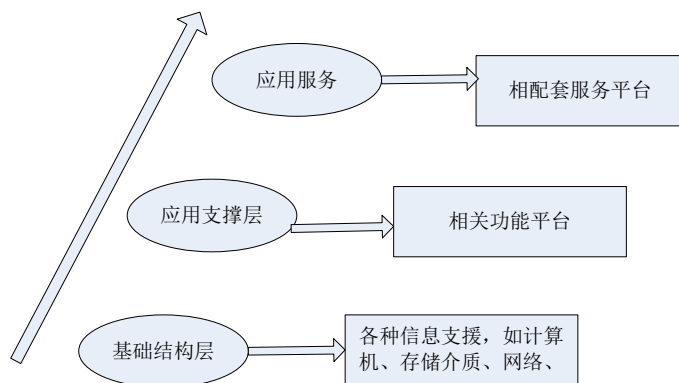 应用服务
相配套服务平台
应用支撑层
相关功能平台
基础结构层
各种信息支援，如计算
机、存储介质、网络、